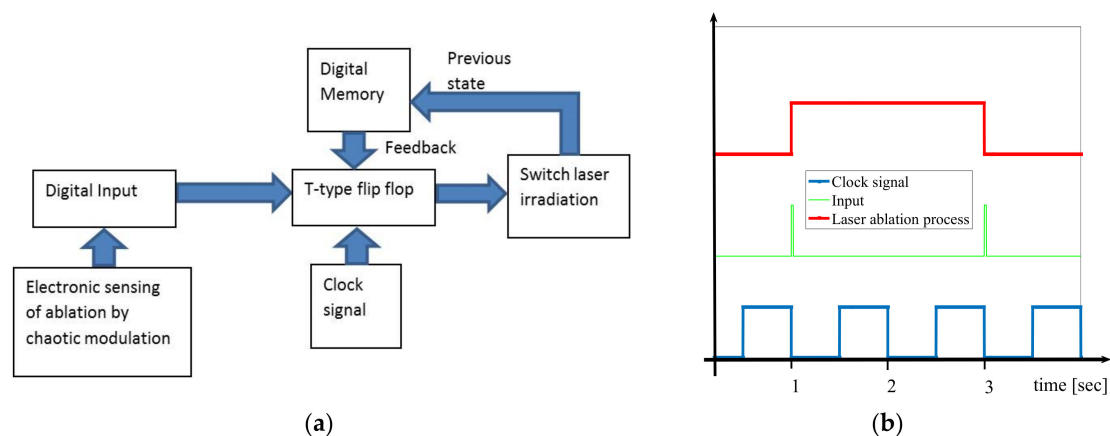 Digital
Memory
Previous
state
Feedback
Digital Input
T-type flip flop
Switch laser
irradiation
Electronic sensing
of ablation by
chaotic modulation
Clock
signal
(a)
Clock signal
Input
Laser ablation process
1
2
3
time [sec]
(b)